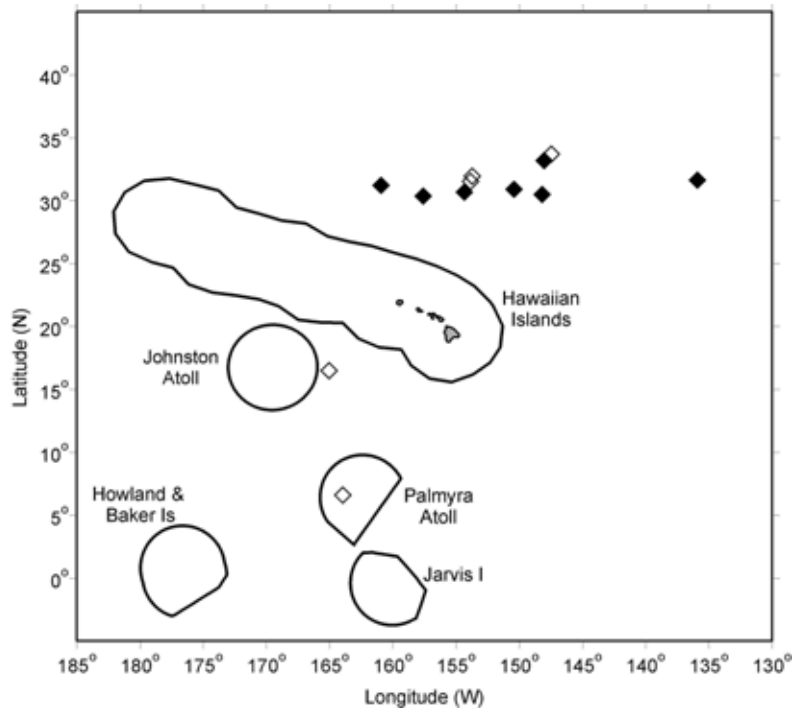 40°
35°
30°
25°
20°
15°
10°
5°
0°
Latitude (N)
Hawaiian
Islands
Johnston
Atoll
Howland &
Baker Is
Palmyra
Atoll
Jarvis I
185° 180° 175° 170° 165° 160° 155° 150° 145° 140° 135° 130°
Longitude (W)